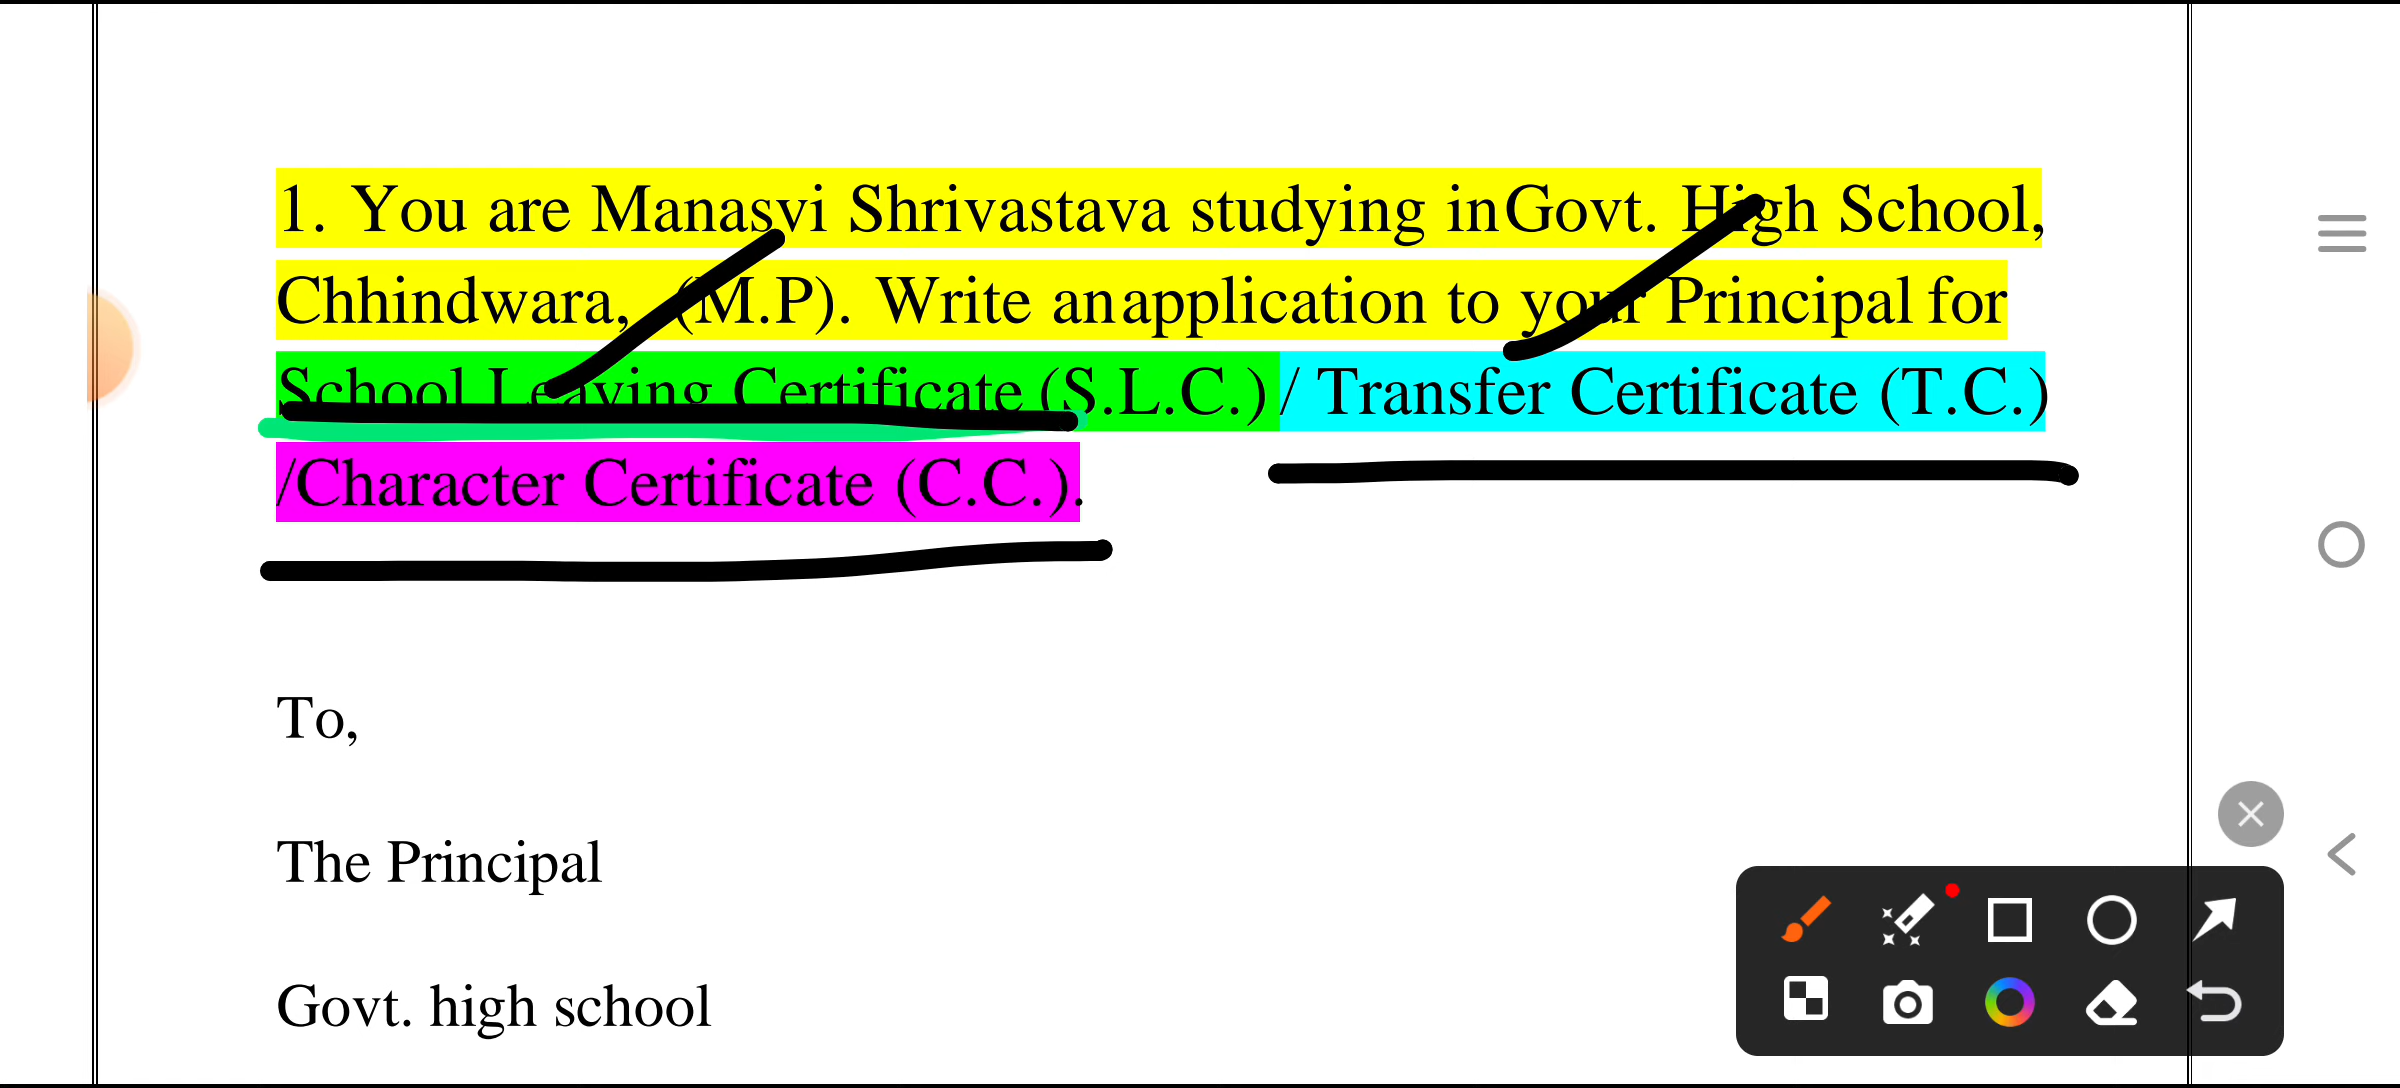 1. You are Manasvi Shrivastava studying in Govt. High School,
Chhindwara, (M.P). Write an application to your Principal for
School Leaving Certificate (S.L.C.) / Transfer Certificate (T.C.)
/Character Certificate (C.C.).
To,
The Principal
Govt. high school